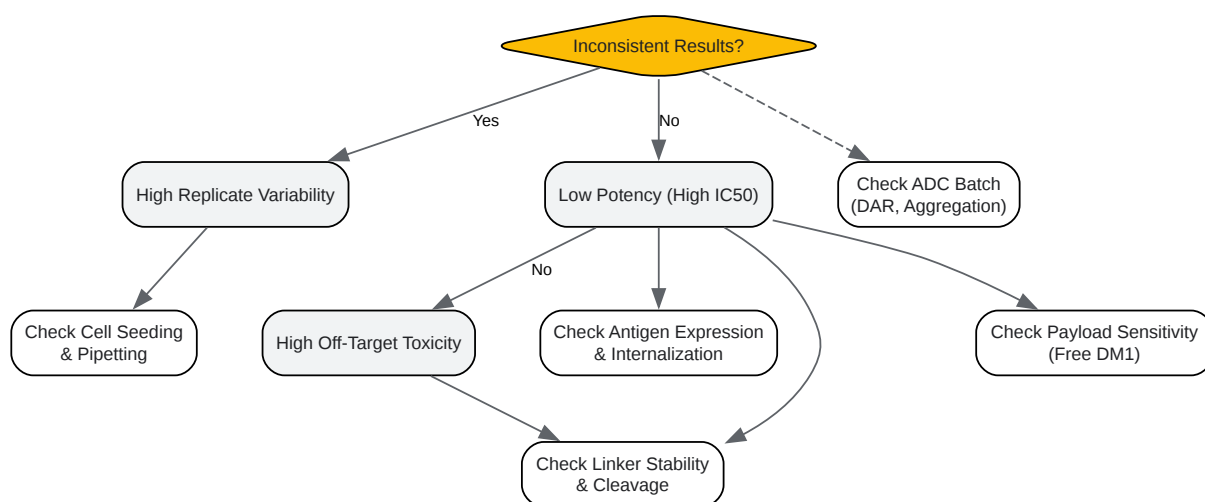 Inconsistent Results?
Yes
No
High Replicate Variability
Low Potency (High IC50)
Check ADC Batch
(DAR, Aggregation)
No
Check Cell Seeding
& Pipetting
High Off-Target Toxicity
Check Antigen Expression
& Internalization
Check Payload Sensitivity
(Free DM1)
Check Linker Stability
& Cleavage